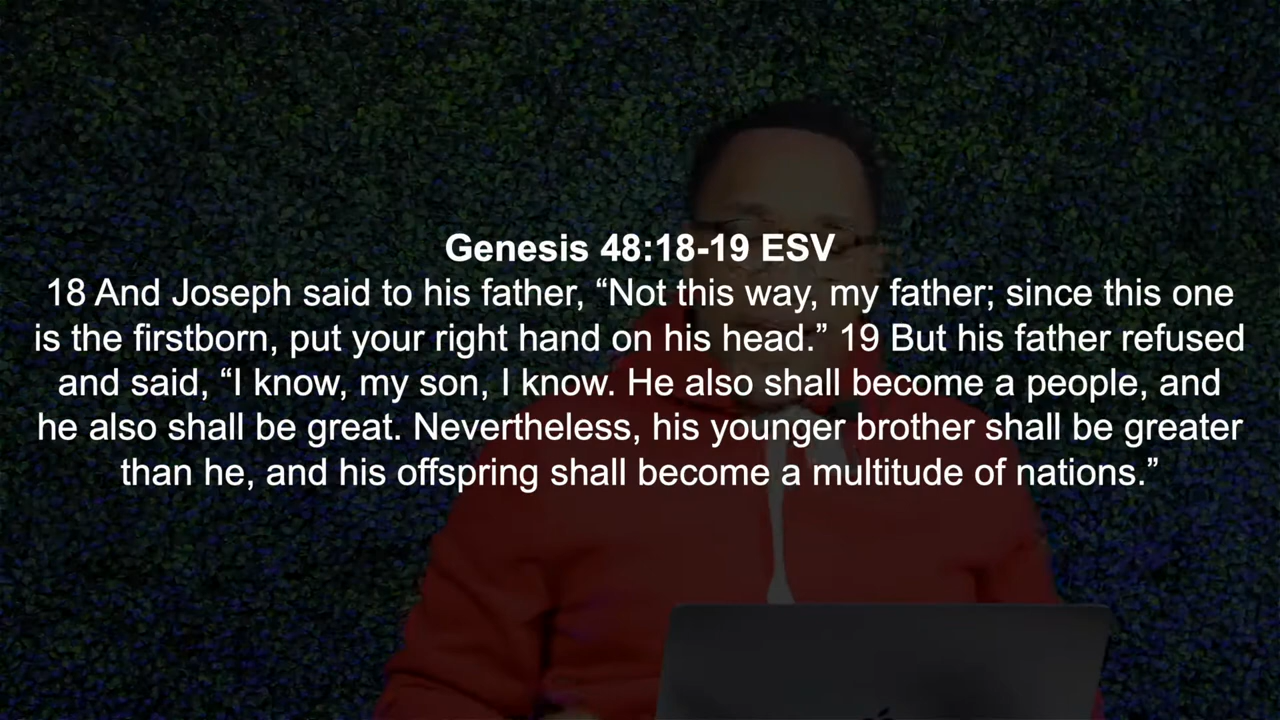 Genesis 48:18-19 ESV
18 And Joseph said to his father, “Not this way, my father; since this one
is the firstborn, put your right hand on his head.” 19 But his father refused
and said, “I know, my son, I know. He also shall become a people, and
he also shall be great. Nevertheless, his younger brother shall be greater
than he, and his offspring shall become a multitude of nations.”